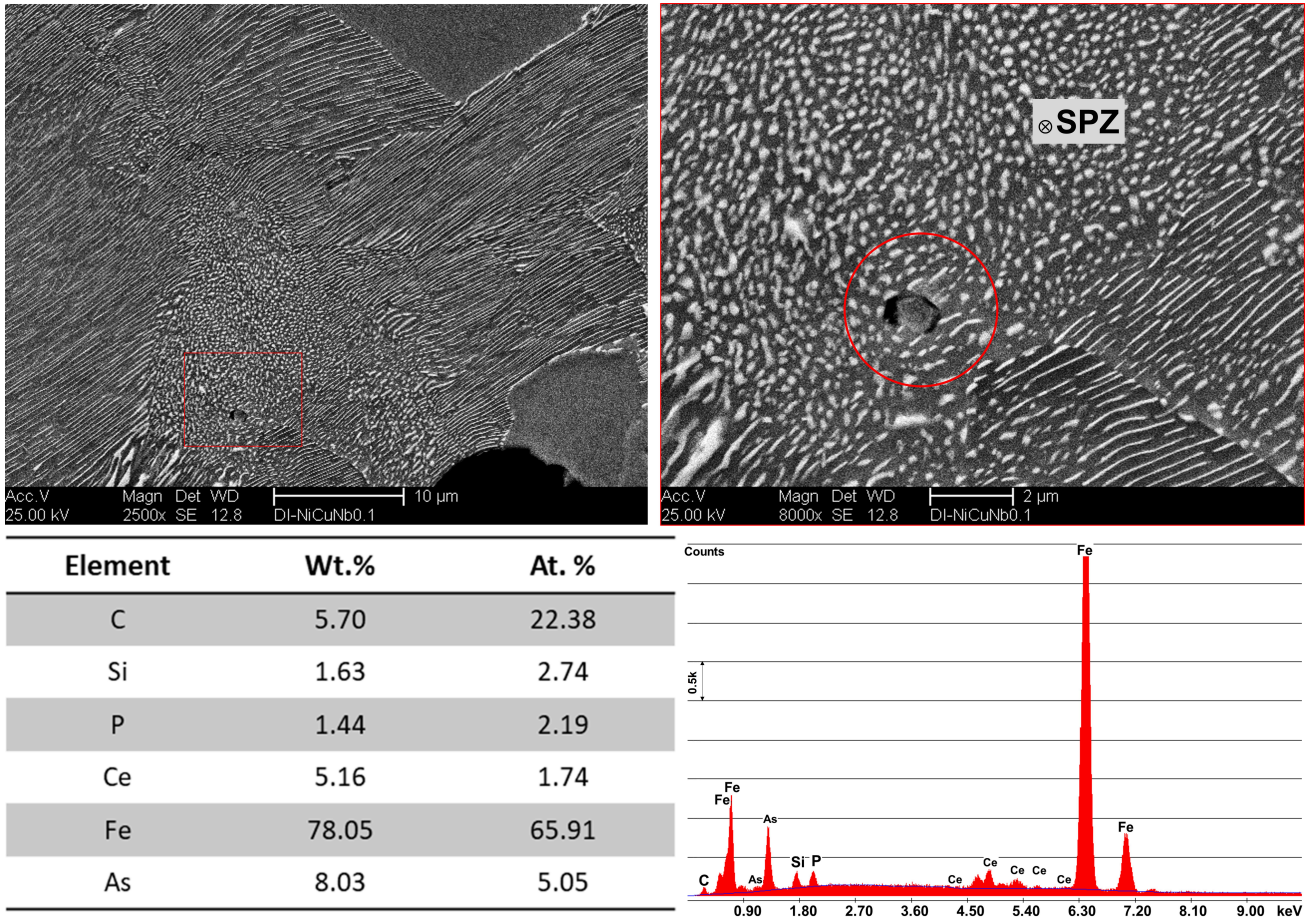 ⊗SPZ
Acc.V Magn Det WD 10 µm
25.00 kV 2500x SE 12.8 DI-NiCuNb0.1
Acc.V Magn Det WD 2 µm
25.00 kV 8000x SE 12.8 DI-NiCuNb0.1
Element Wt.% At. %
C 5.70 22.38
Si 1.63 2.74
P 1.44 2.19
Ce 5.16 1.74
Fe 78.05 65.91
As 8.03 5.05
Counts
Fe
0.5k
Fe
Fe
As
Fe
Si P
Ce
Ce Ce
C As Ce Ce
0.90 1.80 2.70 3.60 4.50 5.40 6.30 7.20 8.10 9.00 keV